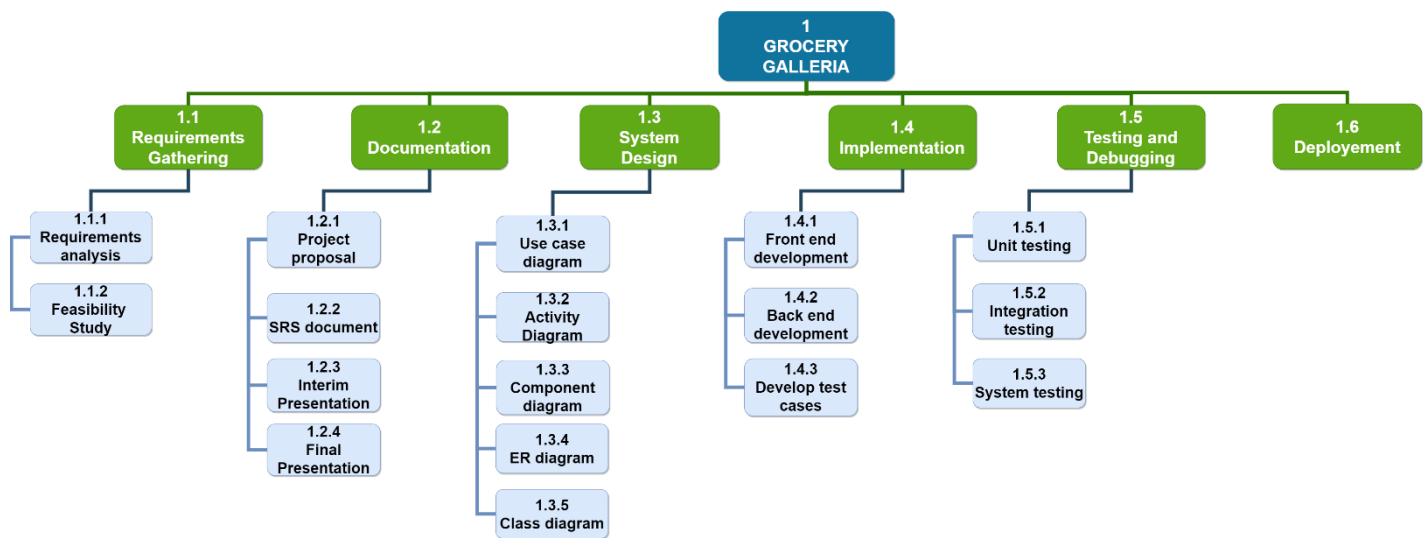 1
GROCERY
GALLERIA
1.1
Requirements
Gathering
1.2
Documentation
1.3
System
Design
1.4
Implementation
1.5
Testing and
Debugging
1.6
Deployement
1.1.1
Requirements
analysis
1.1.2
Feasibility
Study
1.2.1
Project
proposal
1.2.2
SRS document
1.2.3
Interim
Presentation
1.2.4
Final
Presentation
1.3.1
Use case
diagram
1.3.2
Activity
Diagram
1.3.3
Component
diagram
1.3.4
ER diagram
1.3.5
Class diagram
1.4.1
Front end
development
1.4.2
Back end
development
1.4.3
Develop test
cases
1.5.1
Unit testing
1.5.2
Integration
testing
1.5.3
System testing